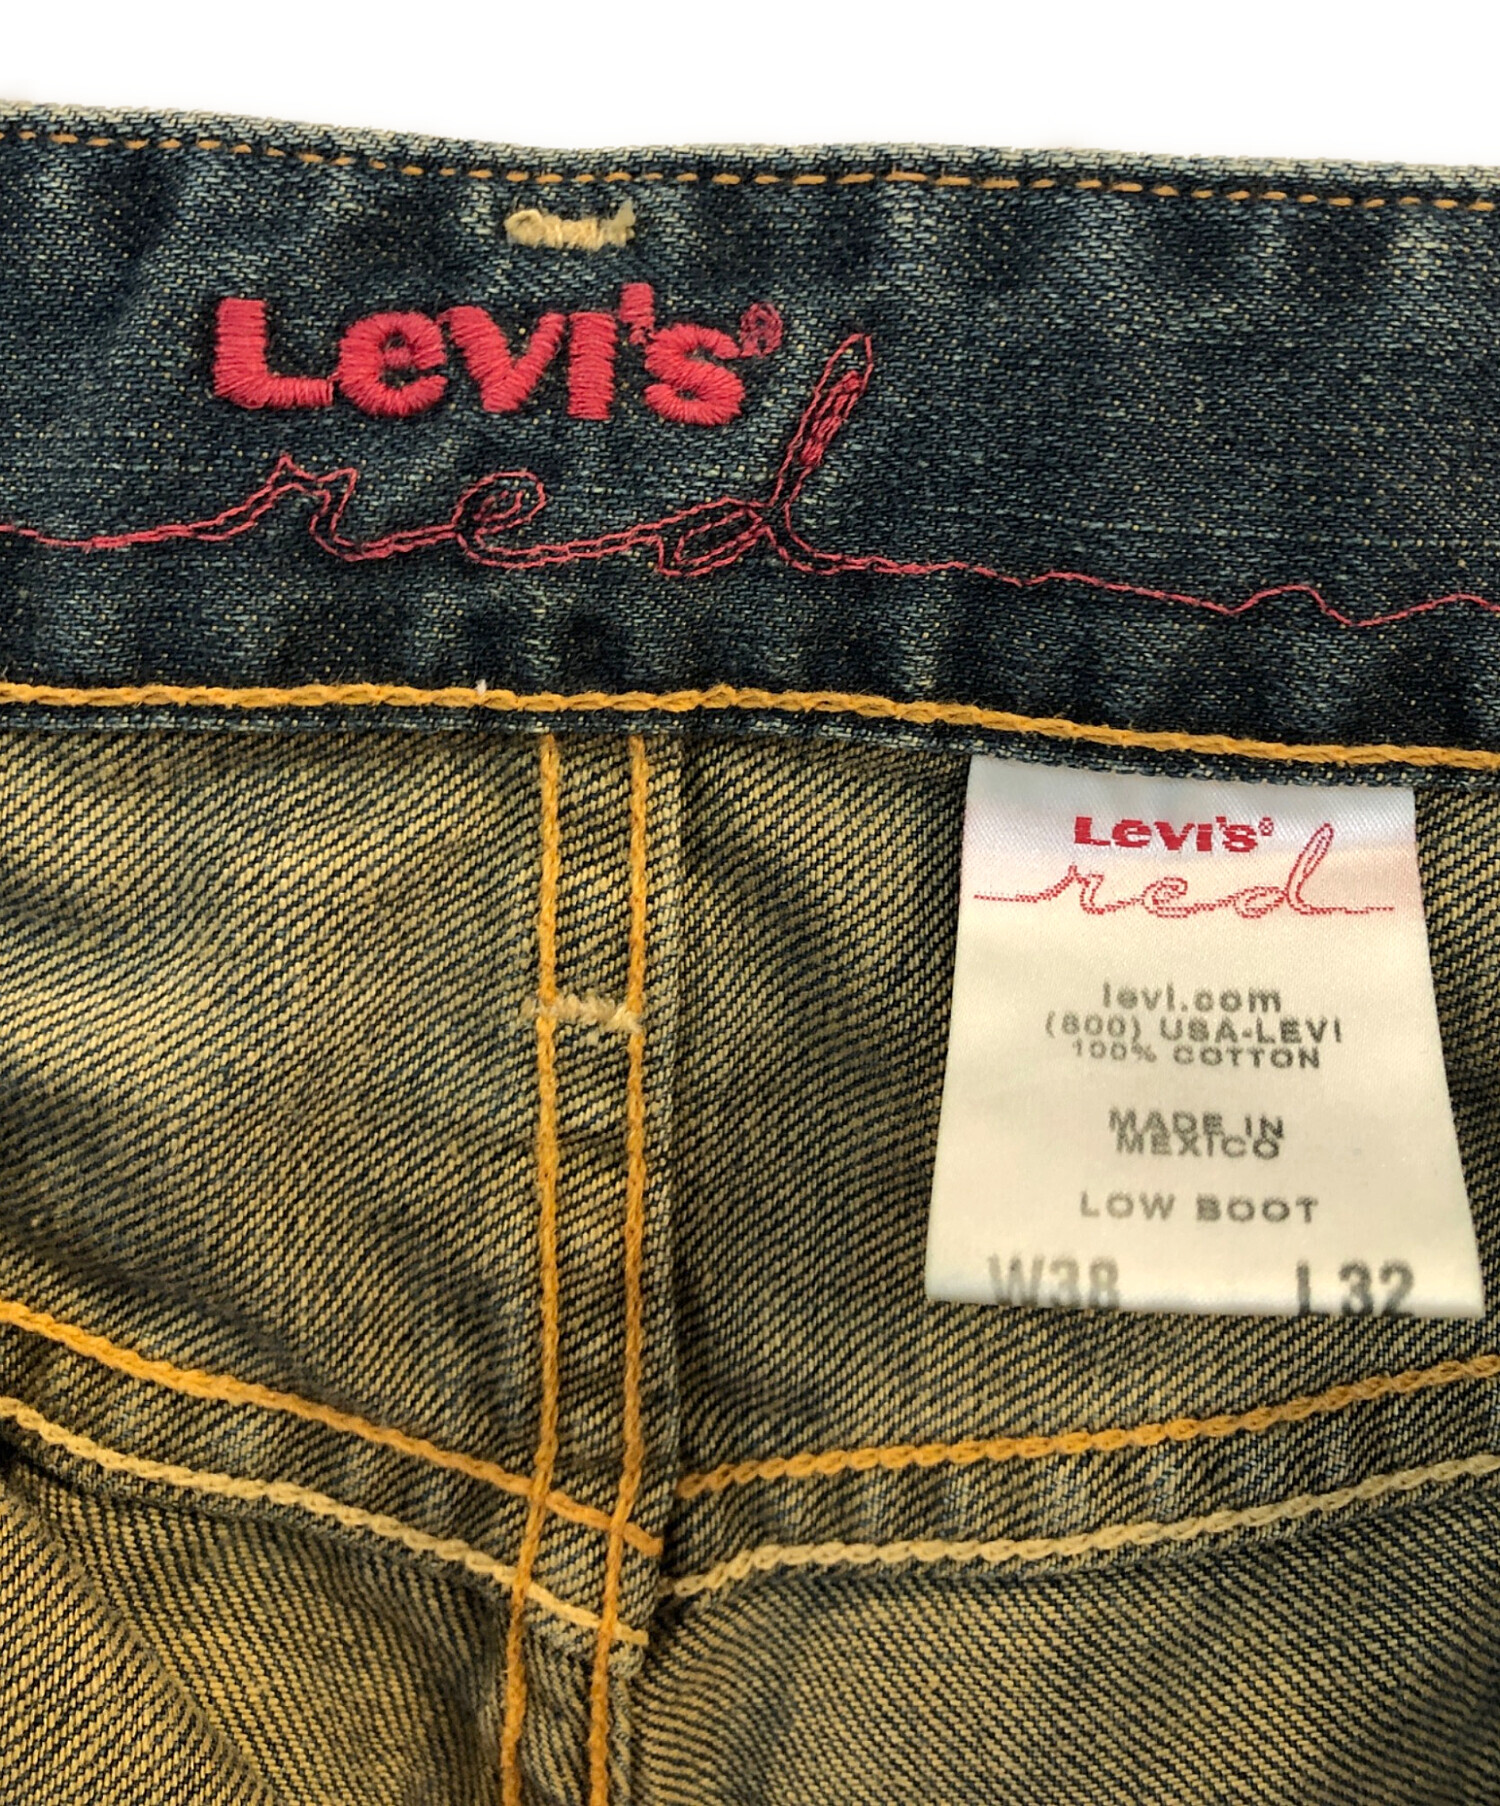 Levi's®
red
Levi's®
red
levi.com
(800) USA-LEVI
100% COTTON
MADE IN
MEXICO
LOW BOOT
W38 L32